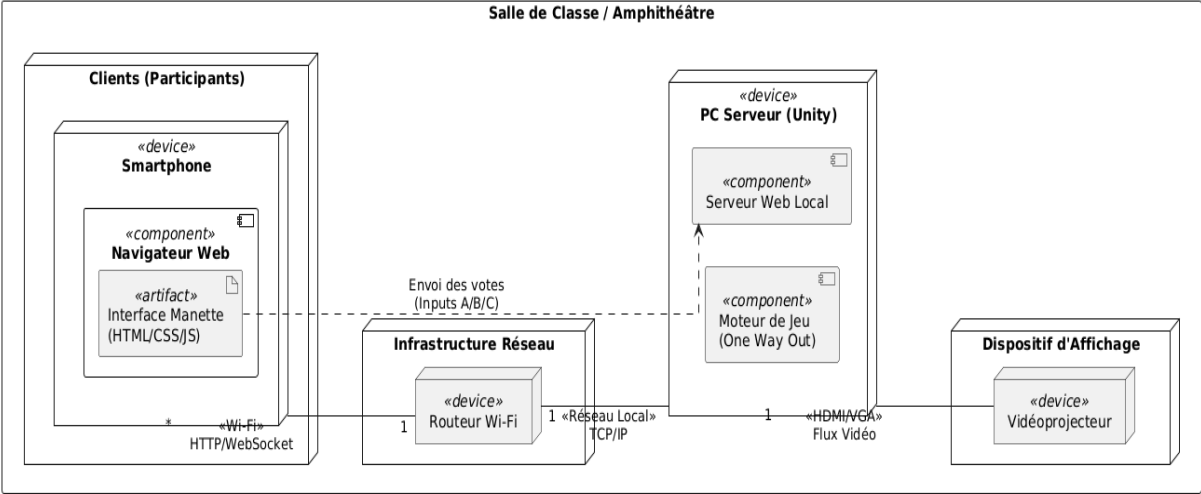 Salle de Classe / Amphithéâtre
Clients (Participants)
«device»
Smartphone
«component»
Navigateur Web
«artifact»
Interface Manette
(HTML/CSS/JS)
Envoi des votes
(Inputs A/B/C)
«device»
PC Serveur (Unity)
«component»
Serveur Web Local
«component»
Moteur de Jeu
(One Way Out)
Infrastructure Réseau
«device»
Routeur Wi-Fi
Dispositif d'Affichage
«device»
Vidéoprojecteur
*
«Wi-Fi»
HTTP/WebSocket
1
1
«Réseau Local»
TCP/IP
1
«HDMI/VGA»
Flux Vidéo